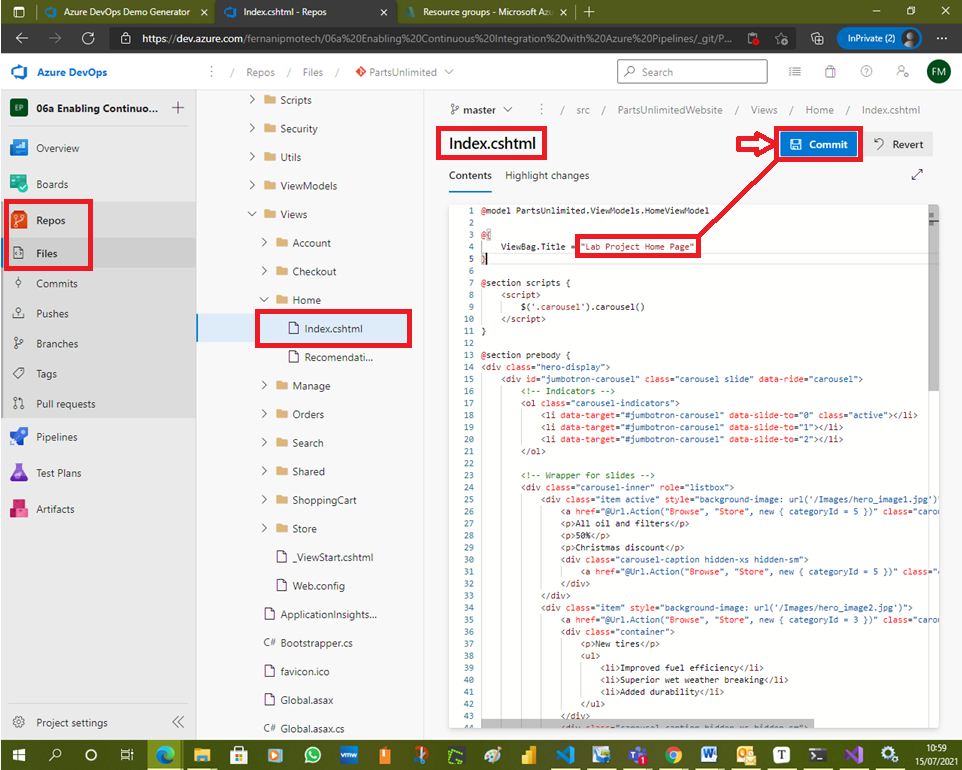 Azure DevOps Demo Generator
Index.cshtml - Repos
Resource groups - Microsoft Azu
https://dev.azure.com/fernanipmotech/06a%20Enabling%20Continuous%20Integration%20with%20Azure%20Pipelines/_git/P...
InPrivate (2)
Azure DevOps
/ Repos / Files / PartsUnlimited
Search
FM
EP
06a Enabling Continuo...
Overview
Boards
Repos
Files
Commits
Pushes
Branches
Tags
Pull requests
Pipelines
Test Plans
Artifacts
Project settings
Scripts
Security
Utils
ViewModels
Views
Account
Checkout
Home
Index.cshtml
Recomendati...
Manage
Orders
Search
Shared
ShoppingCart
Store
_ViewStart.cshtml
Web.config
ApplicationInsights...
C# Bootstrapper.cs
favicon.ico
Global.asax
C# Global.asax.cs
master / src / PartsUnlimitedWebsite / Views / Home / Index.cshtml
Index.cshtml
Commit
Revert
Contents
Highlight changes
1 @model PartsUnlimited.ViewModels.HomeViewModel
2
3 @{
4 ViewBag.Title = "Lab Project Home Page"
5 }
6
7 @section scripts {
8 <script>
9 $('.carousel').carousel()
10 </script>
11 }
12
13 @section prebody {
14 <div class="hero-display">
15 <div id="jumbotron-carousel" class="carousel slide" data-ride="carousel">
16 <!-- Indicators -->
17 <ol class="carousel-indicators">
18 <li data-target="#jumbotron-carousel" data-slide-to="0" class="active"></li>
19 <li data-target="#jumbotron-carousel" data-slide-to="1"></li>
20 <li data-target="#jumbotron-carousel" data-slide-to="2"></li>
21 </ol>
22
23 <!-- Wrapper for slides -->
24 <div class="carousel-inner" role="listbox">
25 <div class="item active" style="background-image: url('/Images/hero_image1.jpg')"
26 <a href="@Url.Action("Browse", "Store", new { categoryId = 5 })" class="carou
27 <p>All oil and filters</p>
28 <p>50%</p>
29 <p>Christmas discount</p>
30 <div class="carousel-caption hidden-xs hidden-sm">
31 <a href="@Url.Action("Browse", "Store", new { categoryId = 5 })" class="c
32 </div>
33 </div>
34 <div class="item" style="background-image: url('/Images/hero_image2.jpg')">
35 <a href="@Url.Action("Browse", "Store", new { categoryId = 3 })" class="carou
36 <div class="container">
37 <p>New tires</p>
38 <ul>
39 <li>Improved fuel efficiency</li>
40 <li>Superior wet weather breaking</li>
41 <li>Added durability</li>
42 </ul>
43 </div>
44 <div class="carousel-caption hidden-xs hidden-sm">
vmw
10:59
15/07/2021